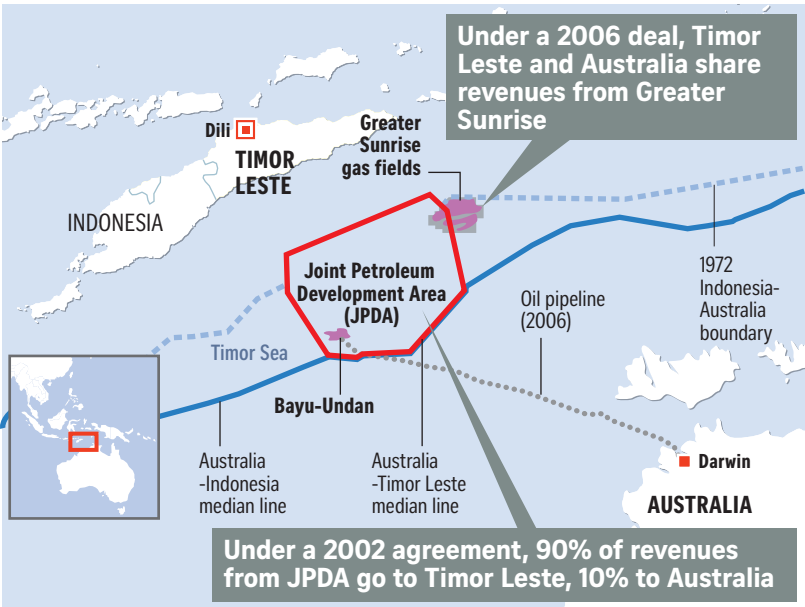 Under a 2006 deal, Timor
Leste and Australia share
revenues from Greater
Sunrise
Dili
TIMOR
LESTE
Greater
Sunrise
gas fields
INDONESIA
Joint Petroleum
Development Area
(JPDA)
1972
Indonesia-
Australia
boundary
Oil pipeline
(2006)
Timor Sea
Bayu-Undan
Australia
-Indonesia
median line
Australia
-Timor Leste
median line
Darwin
AUSTRALIA
Under a 2002 agreement, 90% of revenues
from JPDA go to Timor Leste, 10% to Australia